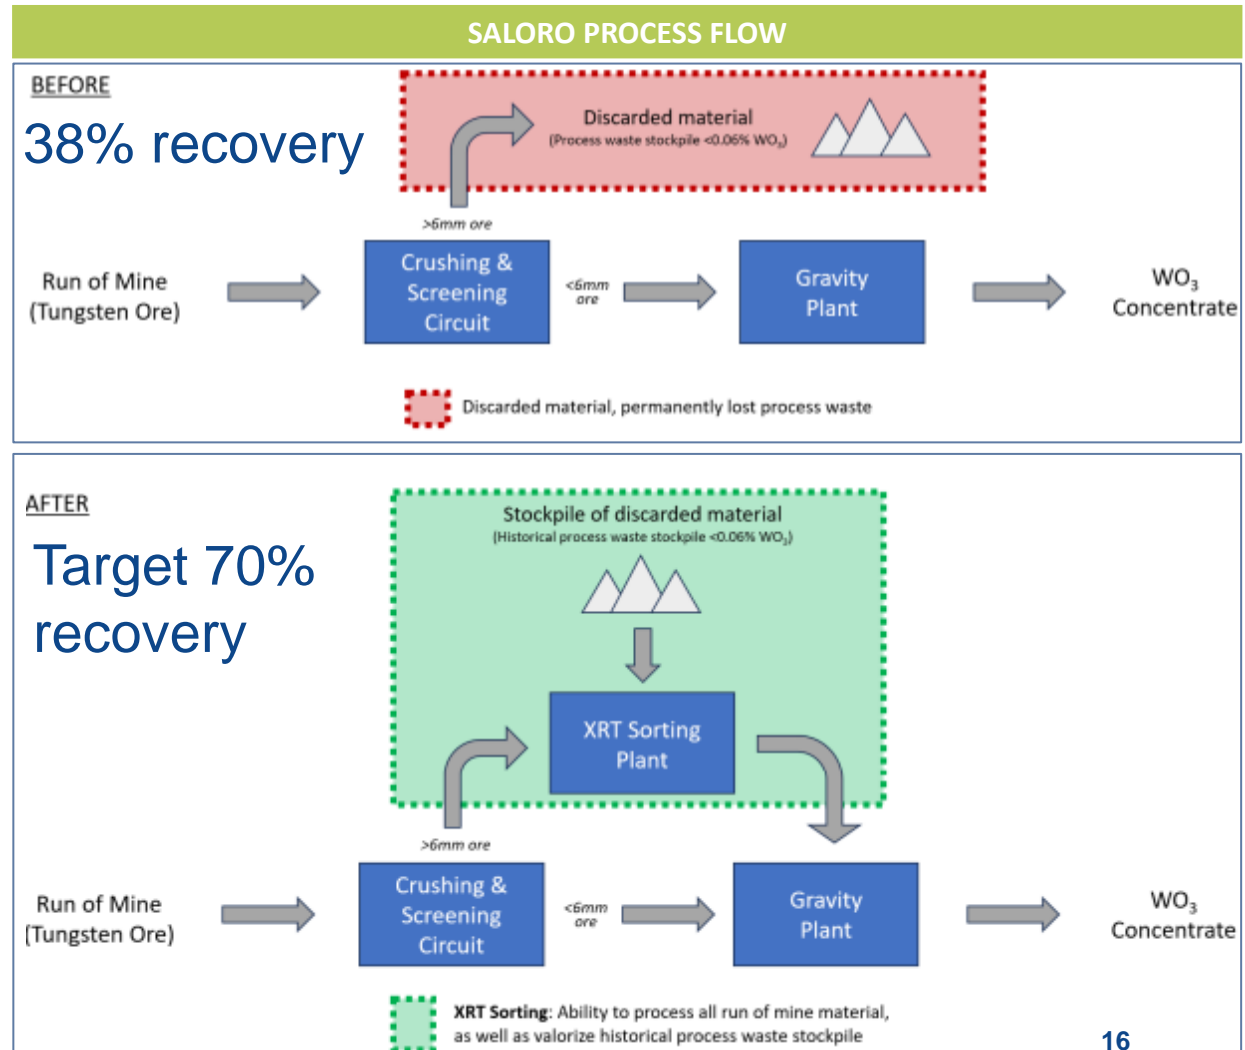 SALORO PROCESS FLOW
BEFORE
38% recovery
Discarded material
(Process waste stockpile <0.06% WO₃)
>6mm ore
Run of Mine
(Tungsten Ore)
Crushing &
Screening
Circuit
<6mm
ore
Gravity
Plant
WO₃
Concentrate
Discarded material, permanently lost process waste
AFTER
Target 70%
recovery
Stockpile of discarded material
(Historical process waste stockpile <0.06% WO₃)
XRT Sorting
Plant
>6mm ore
Run of Mine
(Tungsten Ore)
Crushing &
Screening
Circuit
<6mm
ore
Gravity
Plant
WO₃
Concentrate
XRT Sorting: Ability to process all run of mine material,
as well as valorize historical process waste stockpile
16